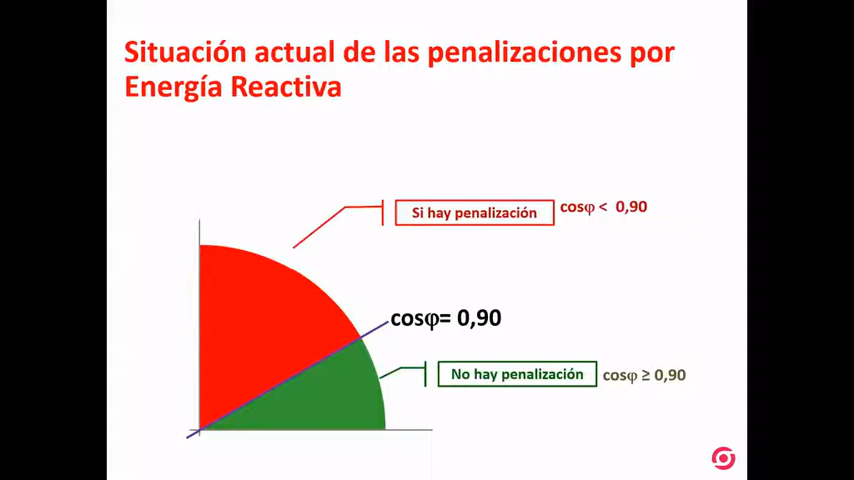 Situación actual de las penalizaciones por
Energía Reactiva
Si hay penalización
cosφ < 0,90
cosφ= 0,90
No hay penalización
cosφ ≥ 0,90